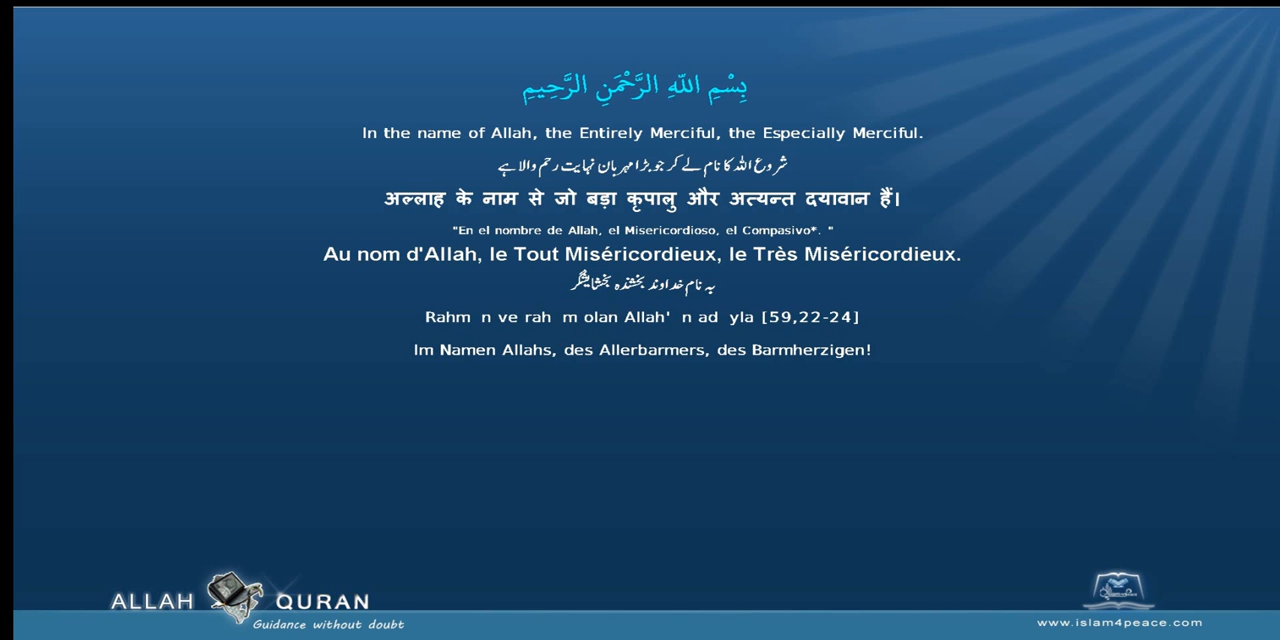 بِسْمِ اللّٰهِ الرَّحْمَنِ الرَّحِيمِ
In the name of Allah, the Entirely Merciful, the Especially Merciful.
شروع اللہ کا نام لے کر جو بڑا مہربان نہایت رحم والا ہے
अल्लाह के नाम से जो बड़ा कृपालु और अत्यन्त दयावान हैं।
"En el nombre de Allah, el Misericordioso, el Compasivo*. "
Au nom d'Allah, le Tout Miséricordieux, le Très Miséricordieux.
به نام خداوند بخشنده بخشایشگر
Rahm n ve rah m olan Allah' n ad yla [59,22-24]
Im Namen Allahs, des Allerbarmers, des Barmherzigen!
ALLAH QURAN
Guidance without doubt
www.islam4peace.com